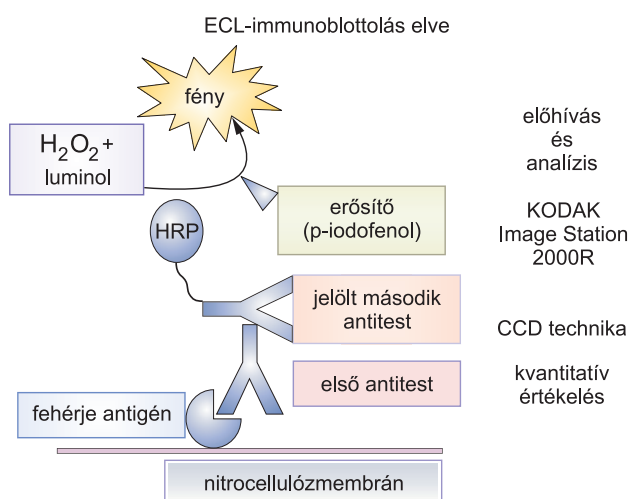 ECL-immunoblottolás elve
fény
H₂O₂+
luminol
előhívás
és
analízis
erősítő
(p-iodofenol)
KODAK
Image Station
2000R
HRP
jelölt második
antitest
CCD technika
első antitest
kvantitatív
értékelés
fehérje antigén
nitrocellulózmembrán